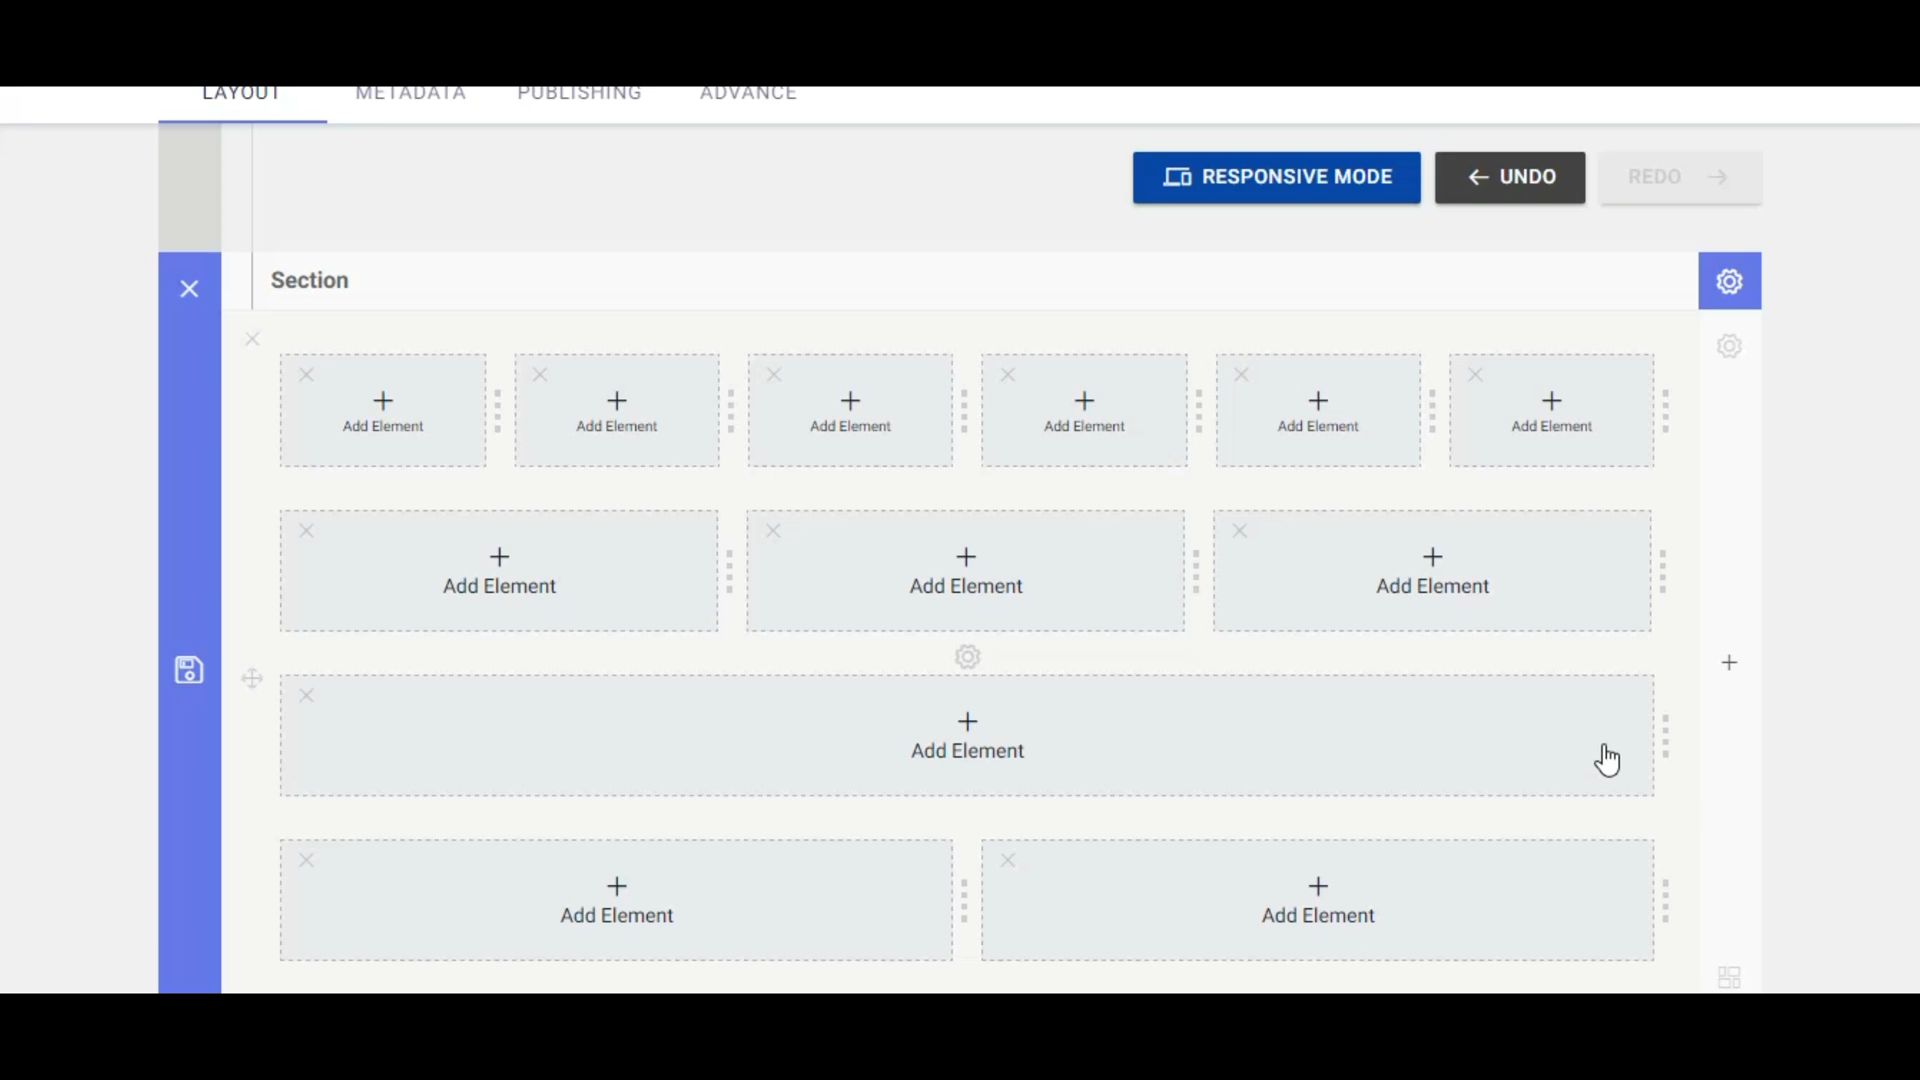 LAYOUT METADATA PUBLISHING ADVANCE
RESPONSIVE MODE UNDO REDO
Section
Add Element Add Element Add Element Add Element Add Element Add Element
Add Element Add Element Add Element
Add Element
Add Element Add Element